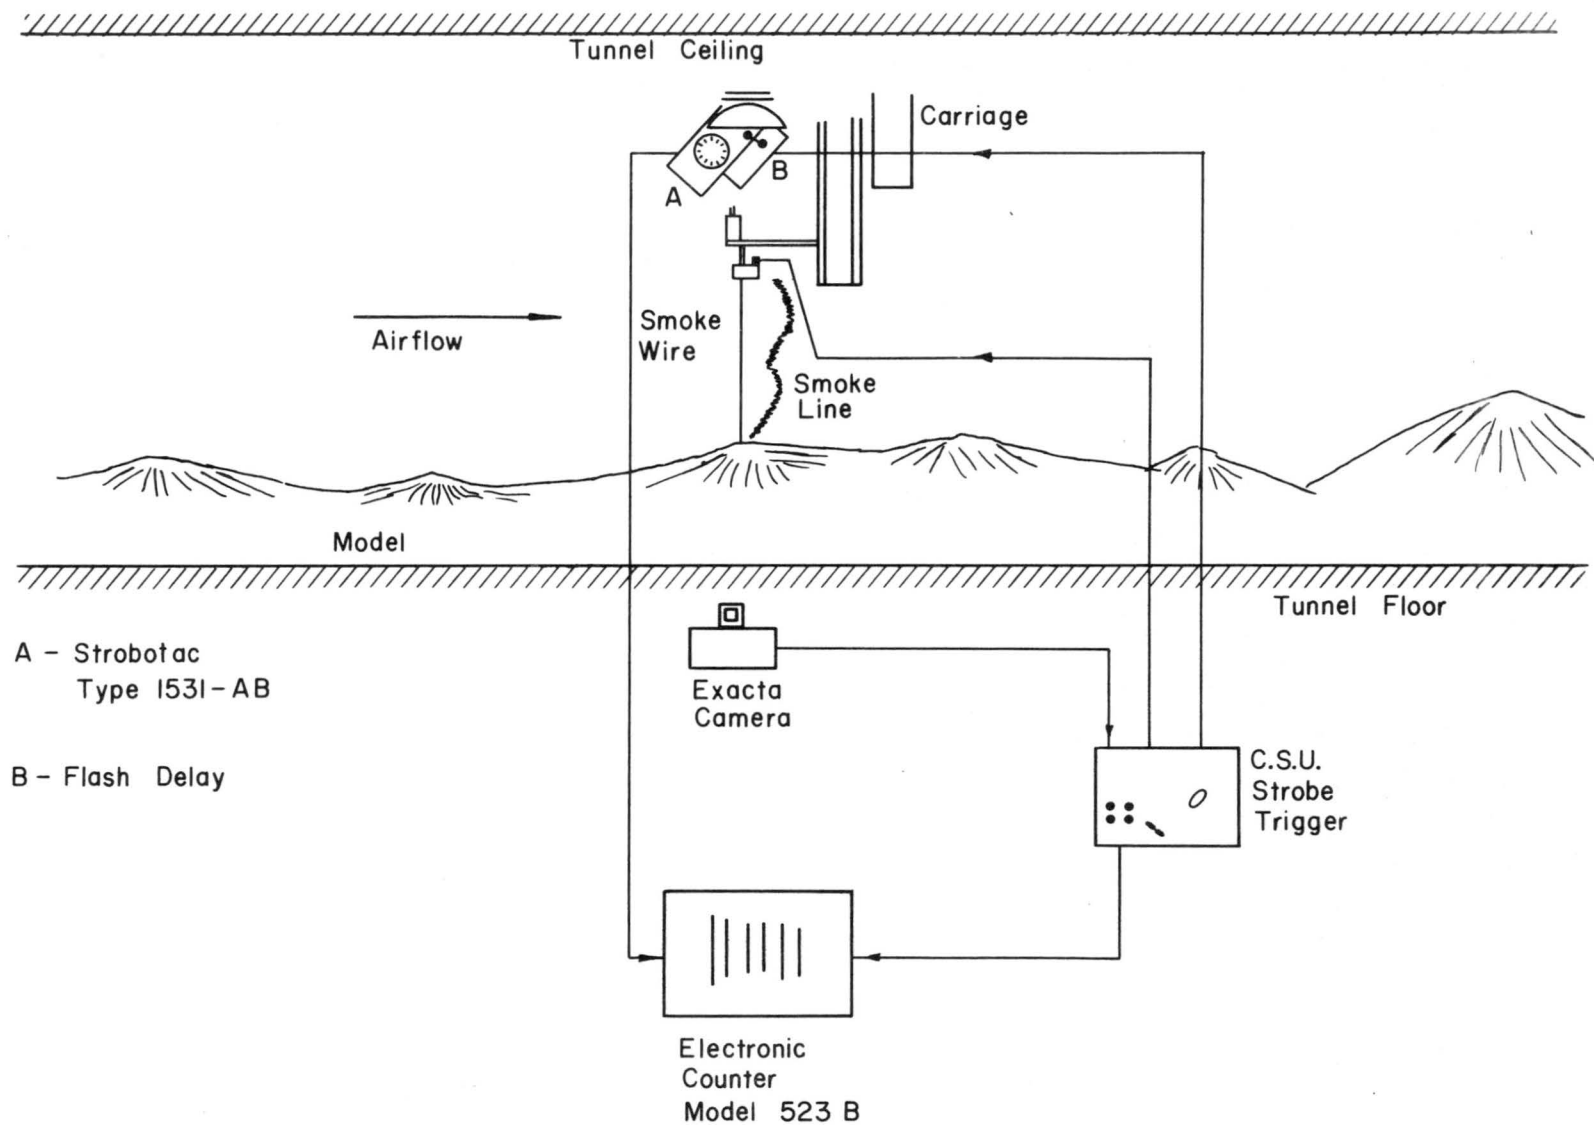 Tunnel Ceiling
Carriage
A
B
Airflow
Smoke
Wire
Smoke
Line
Model
Tunnel Floor
A - Strobotac
Type 1531-AB
B - Flash Delay
Exacta
Camera
C.S.U.
Strobe
Trigger
Electronic
Counter
Model 523 B